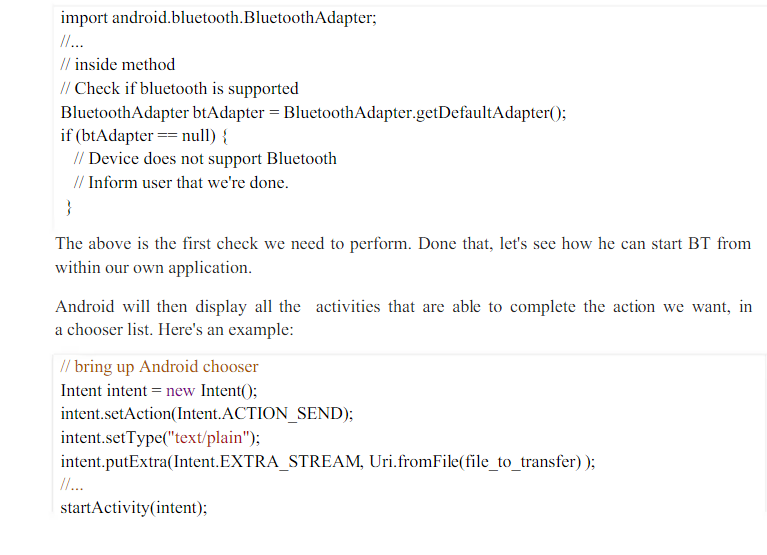 import android.bluetooth.BluetoothAdapter;
//...
// inside method
// Check if bluetooth is supported
BluetoothAdapter btAdapter = BluetoothAdapter.getDefaultAdapter();
if (btAdapter == null) {
// Device does not support Bluetooth
// Inform user that we're done.
}
The above is the first check we need to perform. Done that, let's see how he can start BT from
within our own application.
Android will then display all the activities that are able to complete the action we want, in
a chooser list. Here's an example:
// bring up Android chooser
Intent intent = new Intent();
intent.setAction(Intent.ACTION_SEND);
intent.setType("text/plain");
intent.putExtra(Intent.EXTRA_STREAM, Uri.fromFile(file_to_transfer) );
//...
startActivity(intent);